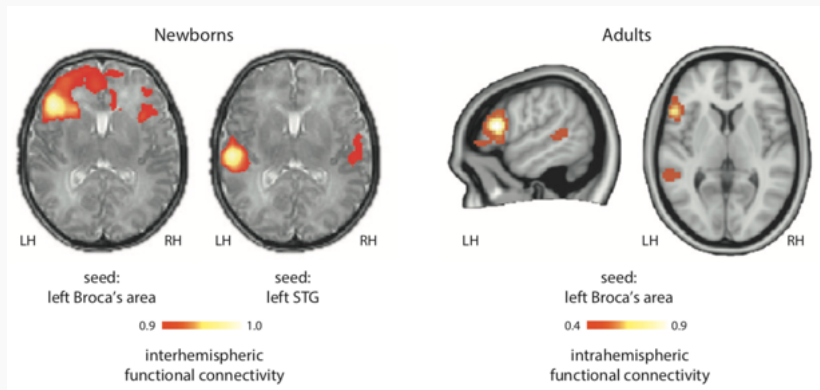 Newborns
Adults
LH
RH
LH
RH
LH
LH
RH
seed:
left Broca's area
seed:
left STG
seed:
left Broca's area
0.9
1.0
0.4
0.9
interhemispheric
functional connectivity
intrahemispheric
functional connectivity